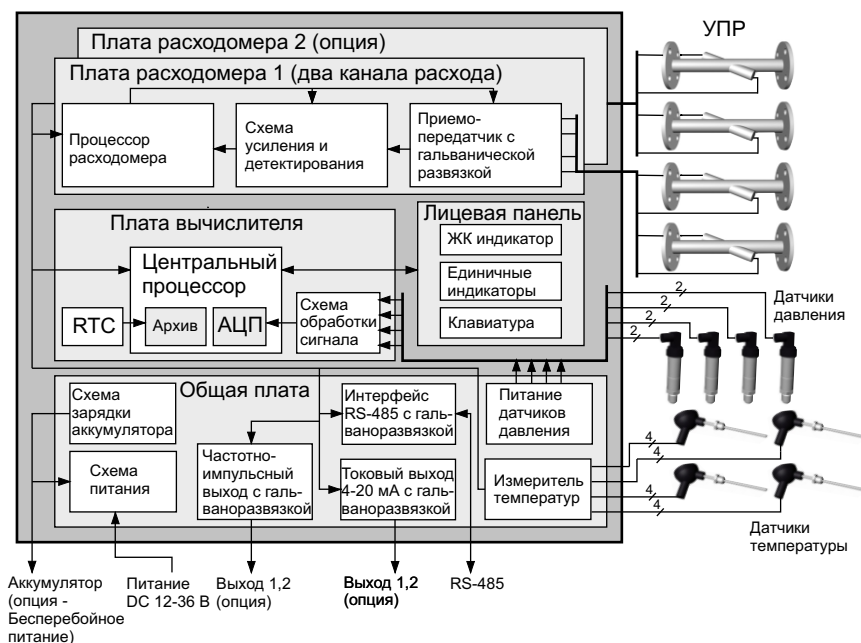 УПР
Плата расходомера 2 (опция)
Плата расходомера 1 (два канала расхода)
Процессор
расходомера
Схема
усиления и
детектирования
Приемо-
передатчик с
гальванической
развязкой
Плата вычислителя
Центральный
процессор
RTC
Архив
АЦП
Схема
обработки
сигнала
Лицевая панель
ЖК индикатор
Единичные
индикаторы
Клавиатура
2
2
2
2
Датчики
давления
Общая плата
Схема
зарядки
аккумулятора
Схема
питания
Частотно-
импульсный
выход с галь-
ваноразвязкой
Интерфейс
RS-485 с галь-
ваноразвязкой
Токовый выход
4-20 мА с галь-
ваноразвязкой
Питание
датчиков
давления
Измеритель
температур
4
4
4
4
Датчики
температуры
Аккумулятор
(опция -
Бесперебойное
питание)
Питание
DC 12-36 В
Выход 1,2
(опция)
Выход 1,2
(опция)
RS-485